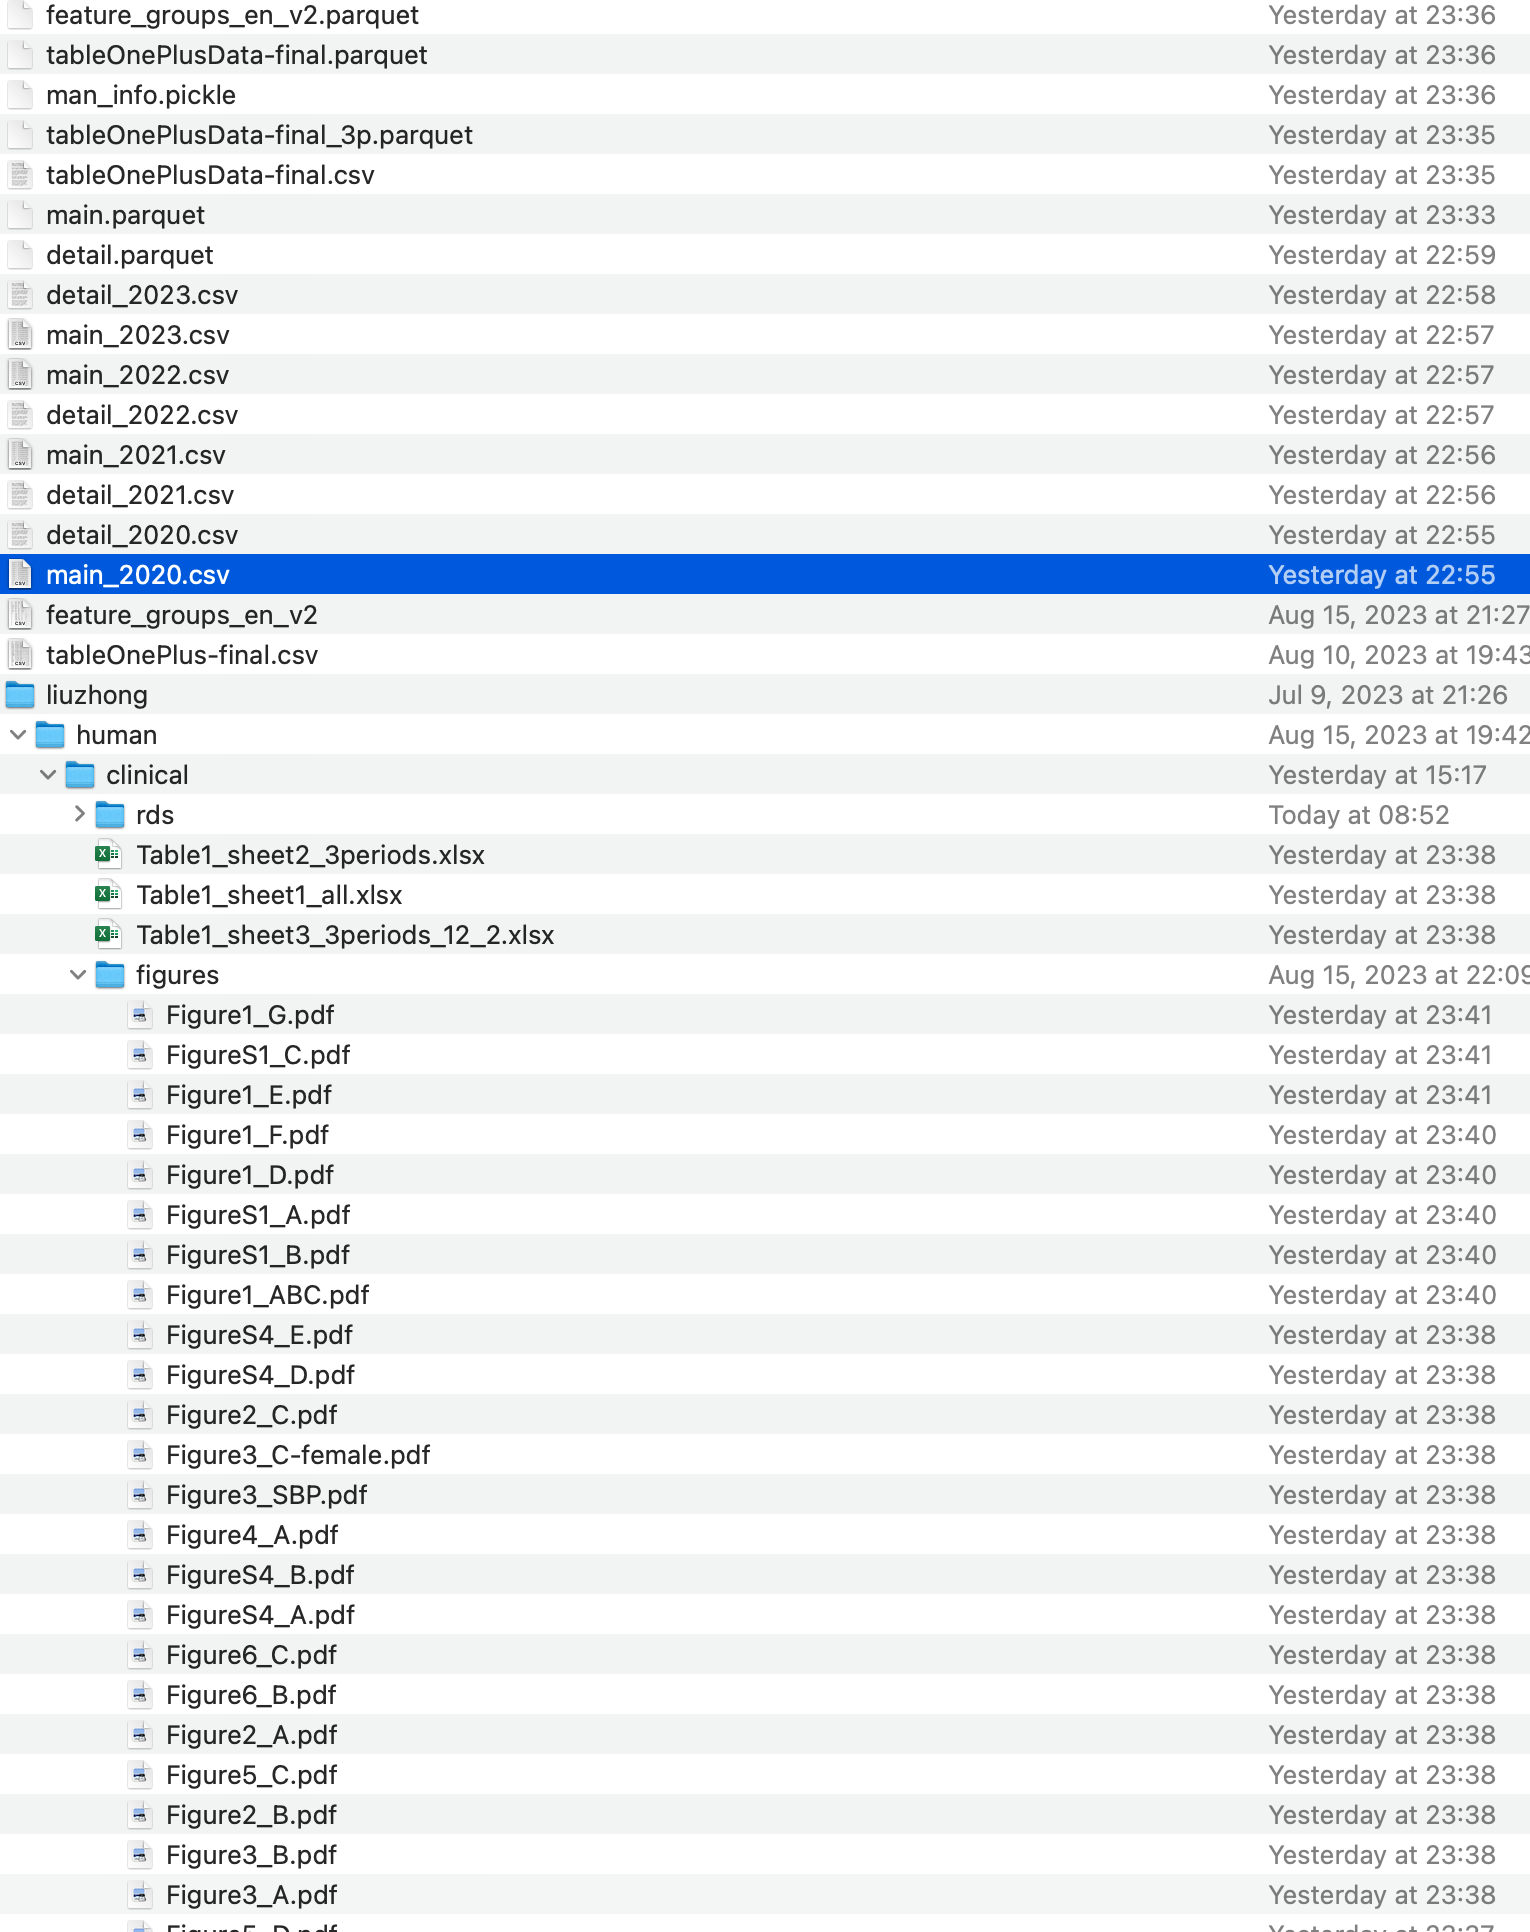 feature_groups_en_v2.parquet Yesterday at 23:36
tableOnePlusData-final.parquet Yesterday at 23:36
man_info.pickle Yesterday at 23:36
tableOnePlusData-final_3p.parquet Yesterday at 23:35
tableOnePlusData-final.csv Yesterday at 23:35
main.parquet Yesterday at 23:33
detail.parquet Yesterday at 22:59
detail_2023.csv Yesterday at 22:58
main_2023.csv Yesterday at 22:57
main_2022.csv Yesterday at 22:57
detail_2022.csv Yesterday at 22:57
main_2021.csv Yesterday at 22:56
detail_2021.csv Yesterday at 22:56
detail_2020.csv Yesterday at 22:55
main_2020.csv Yesterday at 22:55
feature_groups_en_v2 Aug 15, 2023 at 21:27
tableOnePlus-final.csv Aug 10, 2023 at 19:43
liuzhong Jul 9, 2023 at 21:26
human Aug 15, 2023 at 19:42
clinical Yesterday at 15:17
rds Today at 08:52
Table1_sheet2_3periods.xlsx Yesterday at 23:38
Table1_sheet1_all.xlsx Yesterday at 23:38
Table1_sheet3_3periods_12_2.xlsx Yesterday at 23:38
figures Aug 15, 2023 at 22:09
Figure1_G.pdf Yesterday at 23:41
FigureS1_C.pdf Yesterday at 23:41
Figure1_E.pdf Yesterday at 23:41
Figure1_F.pdf Yesterday at 23:40
Figure1_D.pdf Yesterday at 23:40
FigureS1_A.pdf Yesterday at 23:40
FigureS1_B.pdf Yesterday at 23:40
Figure1_ABC.pdf Yesterday at 23:40
FigureS4_E.pdf Yesterday at 23:38
FigureS4_D.pdf Yesterday at 23:38
Figure2_C.pdf Yesterday at 23:38
Figure3_C-female.pdf Yesterday at 23:38
Figure3_SBP.pdf Yesterday at 23:38
Figure4_A.pdf Yesterday at 23:38
FigureS4_B.pdf Yesterday at 23:38
FigureS4_A.pdf Yesterday at 23:38
Figure6_C.pdf Yesterday at 23:38
Figure6_B.pdf Yesterday at 23:38
Figure2_A.pdf Yesterday at 23:38
Figure5_C.pdf Yesterday at 23:38
Figure2_B.pdf Yesterday at 23:38
Figure3_B.pdf Yesterday at 23:38
Figure3_A.pdf Yesterday at 23:38